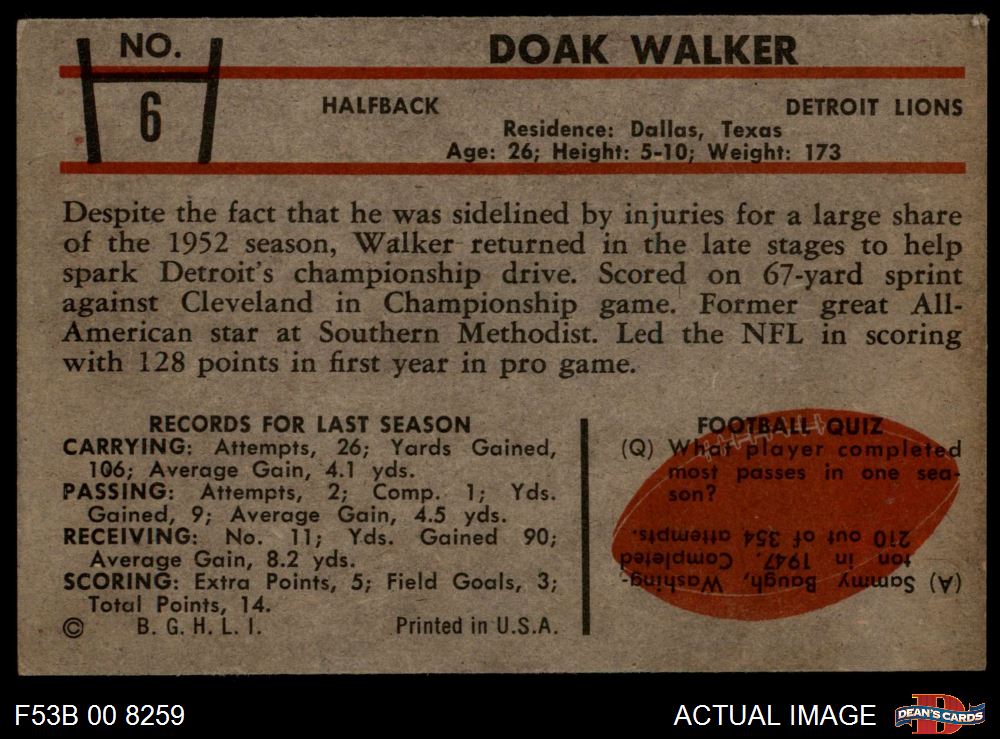 NO.
6
DOAK WALKER
HALFBACK
DETROIT LIONS
Residence: Dallas, Texas
Age: 26; Height: 5-10; Weight: 173
Despite the fact that he was sidelined by injuries for a large share
of the 1952 season, Walker returned in the late stages to help
spark Detroit's championship drive. Scored on 67-yard sprint
against Cleveland in Championship game. Former great All-
American star at Southern Methodist. Led the NFL in scoring
with 128 points in first year in pro game.
RECORDS FOR LAST SEASON
CARRYING: Attempts, 26; Yards Gained,
106; Average Gain, 4.1 yds.
PASSING: Attempts, 2; Comp. 1; Yds.
Gained, 9; Average Gain, 4.5 yds.
RECEIVING: No. 11; Yds. Gained 90;
Average Gain, 8.2 yds.
SCORING: Extra Points, 5; Field Goals, 3;
Total Points, 14.
© B. G. H. L. I. Printed in U.S.A.
FOOTBALL QUIZ
(Q) What player completed
most passes in one sea-
son?
(A) Sammy Baugh, Washing-
ton in 1947. Completed
210 out of 354 attempts.
F53B 00 8259
ACTUAL IMAGE
D
DEAN'S CARDS